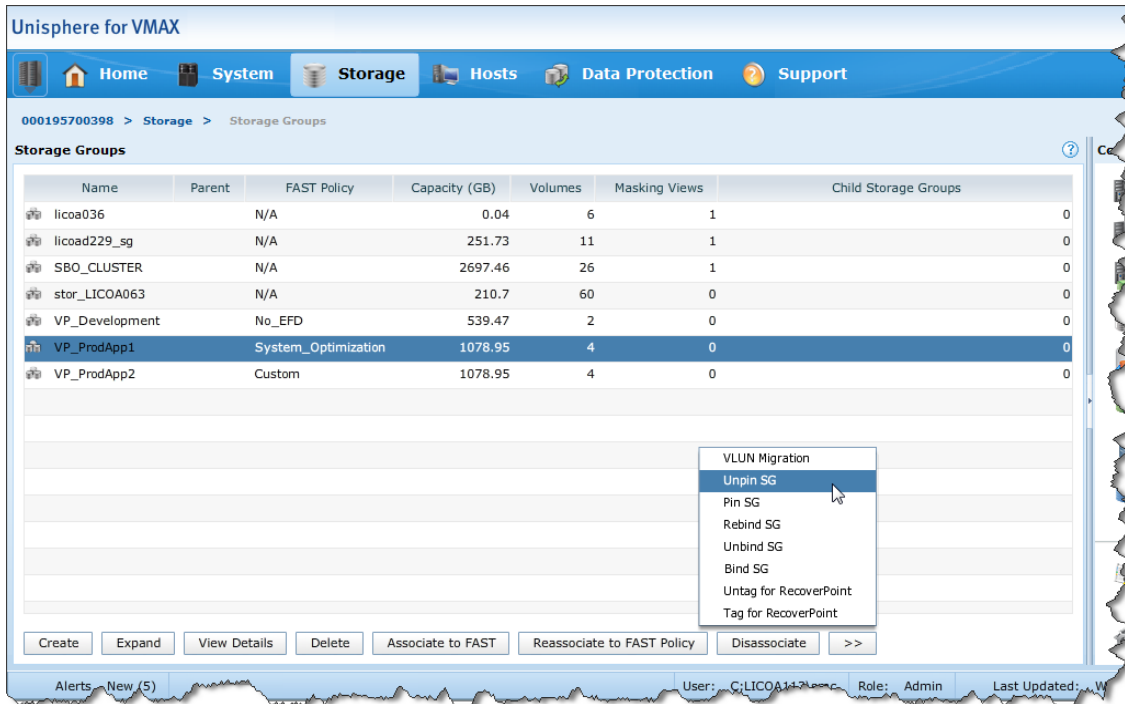 Unisphere for VMAX
Home System Storage Hosts Data Protection Support
000195700398 > Storage > Storage Groups
Storage Groups
Name Parent FAST Policy Capacity (GB) Volumes Masking Views Child Storage Groups
licoa036 N/A 0.04 6 1 0
licoad229_sg N/A 251.73 11 1 0
SBO_CLUSTER N/A 2697.46 26 1 0
stor_LICOA063 N/A 210.7 60 0 0
VP_Development No_EFD 539.47 2 0 0
VP_ProdApp1 System_Optimization 1078.95 4 0 0
VP_ProdApp2 Custom 1078.95 4 0 0
VLUN Migration
Unpin SG
Pin SG
Rebind SG
Unbind SG
Bind SG
Untag for RecoverPoint
Tag for RecoverPoint
Create Expand View Details Delete Associate to FAST Reassociate to FAST Policy Disassociate >>
Alerts New (5) User: Role: Admin Last Updated: